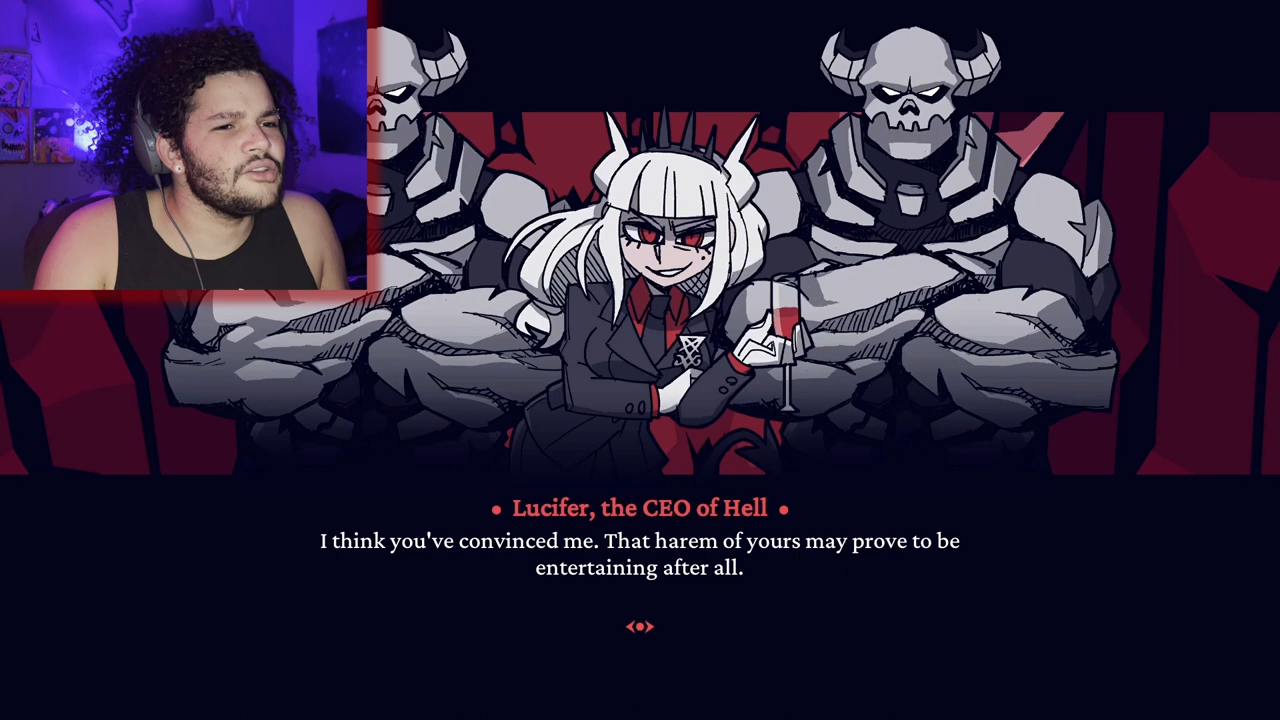 • Lucifer, the CEO of Hell •
I think you've convinced me. That harem of yours may prove to be
entertaining after all.